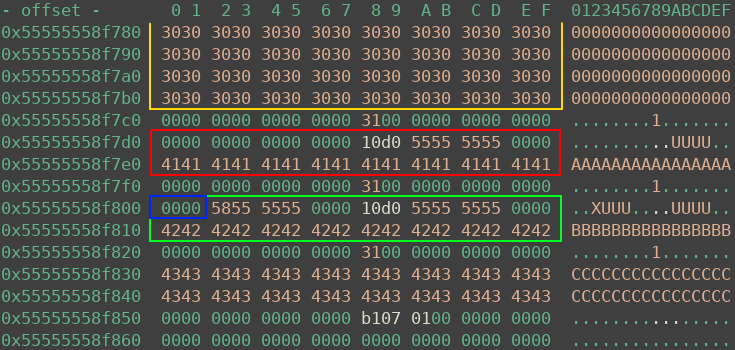 - offset -   0 1  2 3  4 5  6 7  8 9  A B  C D  E F  0123456789ABCDEF
0x55555558f780  3030 3030 3030 3030 3030 3030 3030 3030  0000000000000000
0x55555558f790  3030 3030 3030 3030 3030 3030 3030 3030  0000000000000000
0x55555558f7a0  3030 3030 3030 3030 3030 3030 3030 3030  0000000000000000
0x55555558f7b0  3030 3030 3030 3030 3030 3030 3030 3030  0000000000000000
0x55555558f7c0  0000 0000 0000 0000 3100 0000 0000 0000  ........1.......
0x55555558f7d0  0000 0000 0000 0000 10d0 5555 5555 0000  ..........UUUU..
0x55555558f7e0  4141 4141 4141 4141 4141 4141 4141 4141  AAAAAAAAAAAAAAAA
0x55555558f7f0  0000 0000 0000 0000 3100 0000 0000 0000  ........1.......
0x55555558f800  0000 5855 5555 0000 10d0 5555 5555 0000  ..XUUU....UUUU..
0x55555558f810  4242 4242 4242 4242 4242 4242 4242 4242  BBBBBBBBBBBBBBBB
0x55555558f820  0000 0000 0000 0000 3100 0000 0000 0000  ........1.......
0x55555558f830  4343 4343 4343 4343 4343 4343 4343 4343  CCCCCCCCCCCCCCCC
0x55555558f840  4343 4343 4343 4343 4343 4343 4343 4343  CCCCCCCCCCCCCCCC
0x55555558f850  0000 0000 0000 0000 b107 0100 0000 0000  ................
0x55555558f860  0000 0000 0000 0000 0000 0000 0000 0000  ................